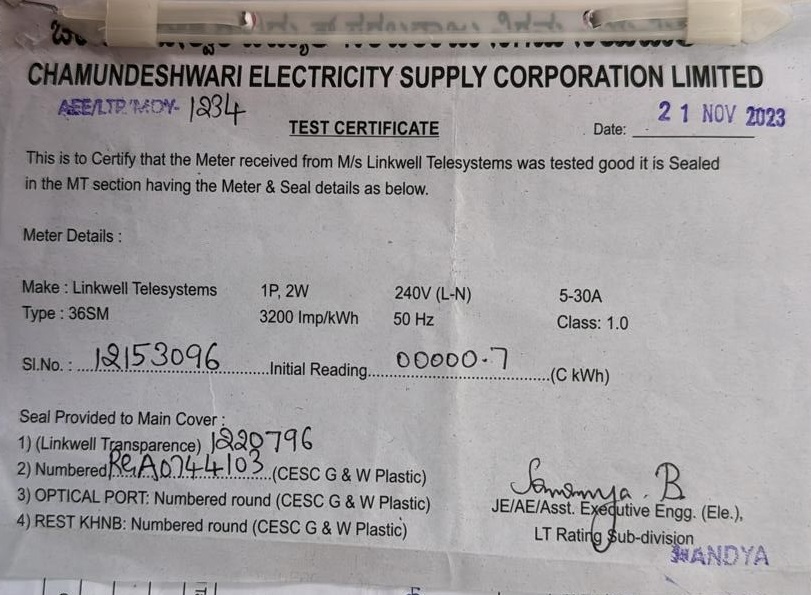 CHAMUNDESHWARI ELECTRICITY SUPPLY CORPORATION LIMITED
AEE/LTR/MDY- 1234
21 NOV 2023
TEST CERTIFICATE Date:
This is to Certify that the Meter received from M/s Linkwell Telesystems was tested good it is Sealed
in the MT section having the Meter & Seal details as below.
Meter Details :
Make : Linkwell Telesystems 1P, 2W 240V (L-N) 5-30A
Type : 36SM 3200 Imp/kWh 50 Hz Class: 1.0
Sl.No. : 12153096 Initial Reading 00000.7 (C kWh)
Seal Provided to Main Cover :
1) (Linkwell Transparence) 1220796
2) Numbered RGA0744103 (CESC G & W Plastic)
3) OPTICAL PORT: Numbered round (CESC G & W Plastic)
4) REST KHNB: Numbered round (CESC G & W Plastic)
Samanya . B
JE/AE/Asst. Executive Engg. (Ele.),
LT Rating Sub-division
MANDYA